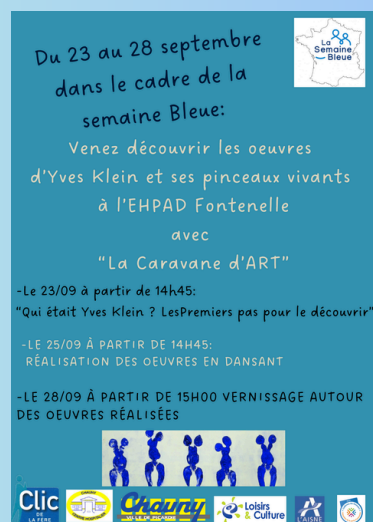 Du 23 au 28 septembre
dans le cadre de la
semaine Bleue:
La
Semaine
Bleue
Venez découvrir les oeuvres
d'Yves Klein et ses pinceaux vivants
à l'EHPAD Fontenelle
avec
"La Caravane d'ART"
-Le 23/09 à partir de 14h45:
"Qui était Yves Klein ? LesPremiers pas pour le découvrir"
-LE 25/09 À PARTIR DE 14H45:
RÉALISATION DES OEUVRES EN DANSANT
-LE 28/09 À PARTIR DE 15H00 VERNISSAGE AUTOUR
DES OEUVRES RÉALISÉES
Clic
DE LA FÈRE
Chauny
VILLE DE PICARDIE
Loisirs
& Culture
L'AISNE